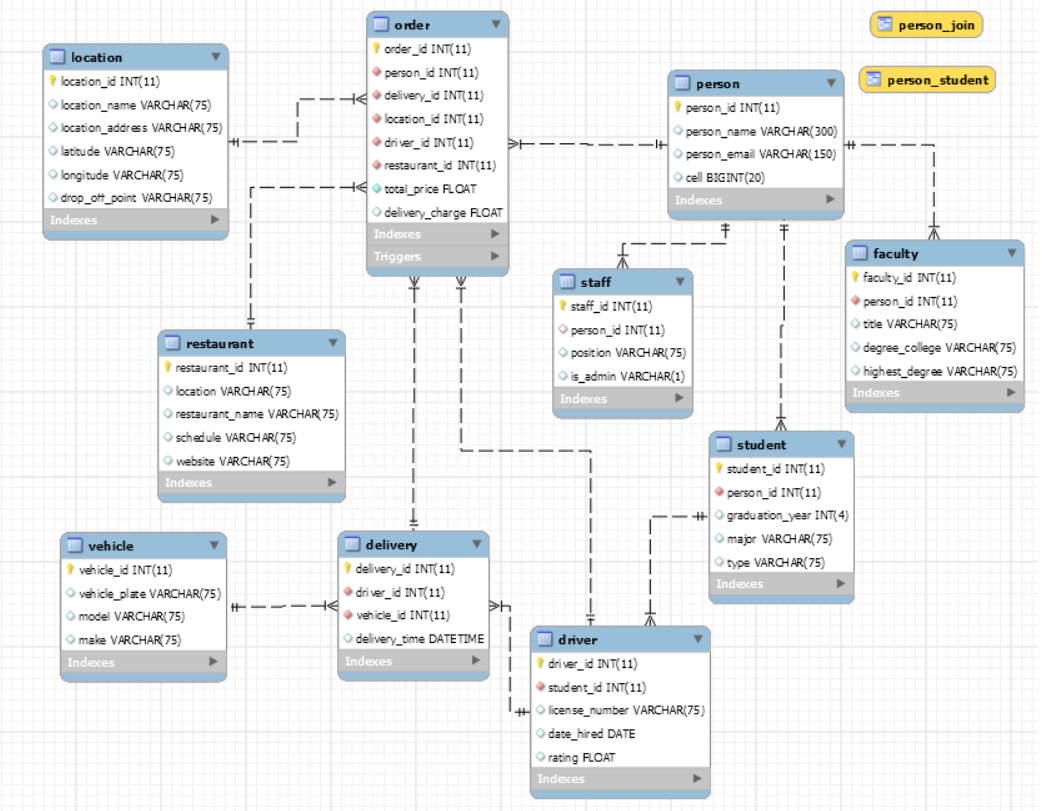 order
order_id INT(11)
person_id INT(11)
delivery_id INT(11)
location_id INT(11)
driver_id INT(11)
restaurant_id INT(11)
total_price FLOAT
delivery_charge FLOAT
Indexes
Triggers
person_join
person_student
location
location_id INT(11)
location_name VARCHAR(75)
location_address VARCHAR(75)
latitude VARCHAR(75)
longitude VARCHAR(75)
drop_off_point VARCHAR(75)
Indexes
person
person_id INT(11)
person_name VARCHAR(300)
person_email VARCHAR(150)
cell BIGINT(20)
Indexes
faculty
faculty_id INT(11)
person_id INT(11)
title VARCHAR(75)
degree_college VARCHAR(75)
highest_degree VARCHAR(75)
Indexes
staff
staff_id INT(11)
person_id INT(11)
position VARCHAR(75)
is_admin VARCHAR(1)
Indexes
restaurant
restaurant_id INT(11)
location VARCHAR(75)
restaurant_name VARCHAR(75)
schedule VARCHAR(75)
website VARCHAR(75)
Indexes
student
student_id INT(11)
person_id INT(11)
graduation_year INT(4)
major VARCHAR(75)
type VARCHAR(75)
Indexes
vehicle
vehicle_id INT(11)
vehicle_plate VARCHAR(75)
model VARCHAR(75)
make VARCHAR(75)
Indexes
delivery
delivery_id INT(11)
driver_id INT(11)
vehicle_id INT(11)
delivery_time DATETIME
Indexes
driver
driver_id INT(11)
student_id INT(11)
license_number VARCHAR(75)
date_hired DATE
rating FLOAT
Indexes